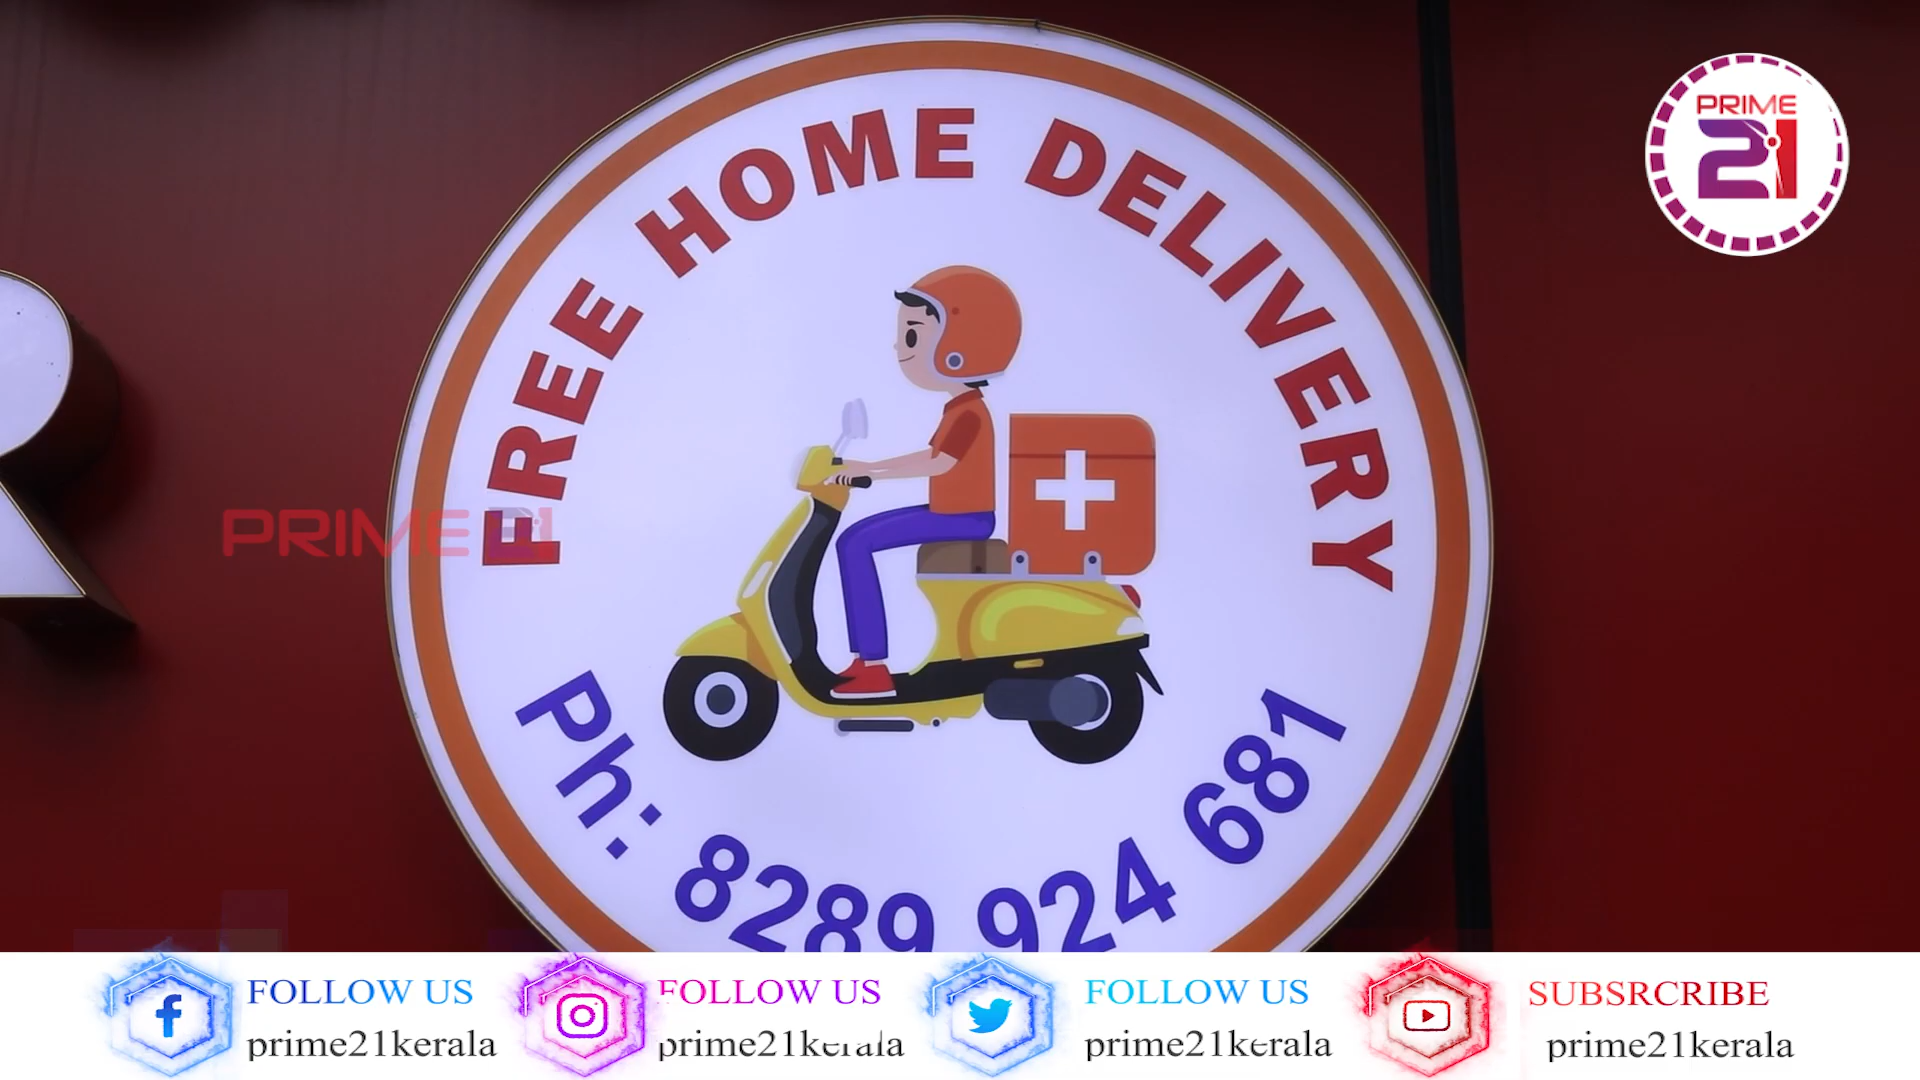 PRIME
21
FREE HOME DELIVERY
PRIME 21
Ph: 8289 924 681
FOLLOW US
prime21kerala
FOLLOW US
prime21kerala
FOLLOW US
prime21kerala
SUBSRCRIBE
prime21kerala